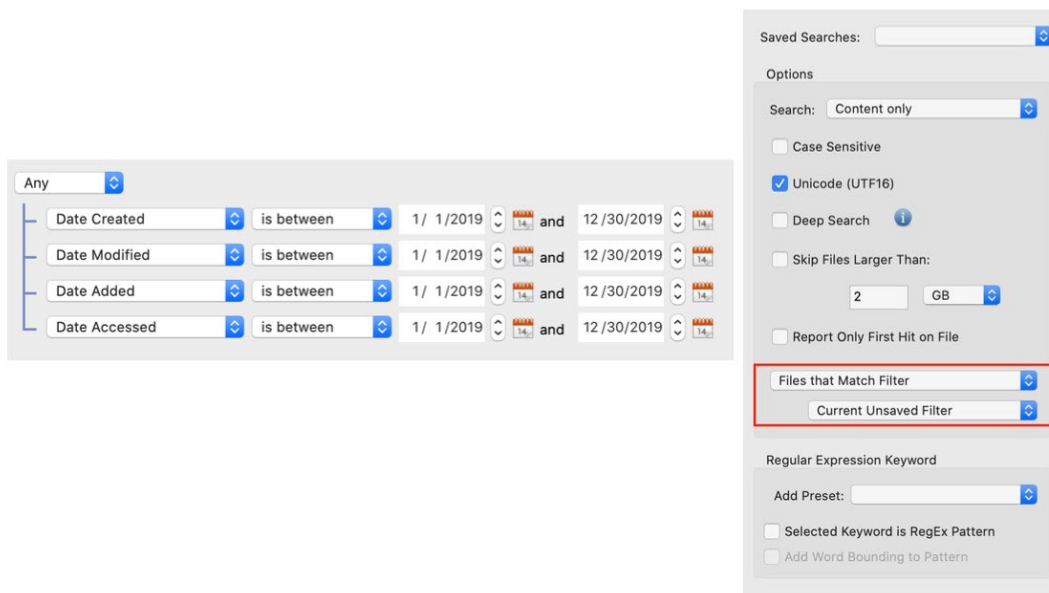 Any
Date Created is between 1/ 1/2019 and 12/30/2019
Date Modified is between 1/ 1/2019 and 12/30/2019
Date Added is between 1/ 1/2019 and 12/30/2019
Date Accessed is between 1/ 1/2019 and 12/30/2019
Saved Searches:
Options
Search: Content only
Case Sensitive
Unicode (UTF16)
Deep Search
Skip Files Larger Than:
2 GB
Report Only First Hit on File
Files that Match Filter
Current Unsaved Filter
Regular Expression Keyword
Add Preset:
Selected Keyword is RegEx Pattern
Add Word Bounding to Pattern